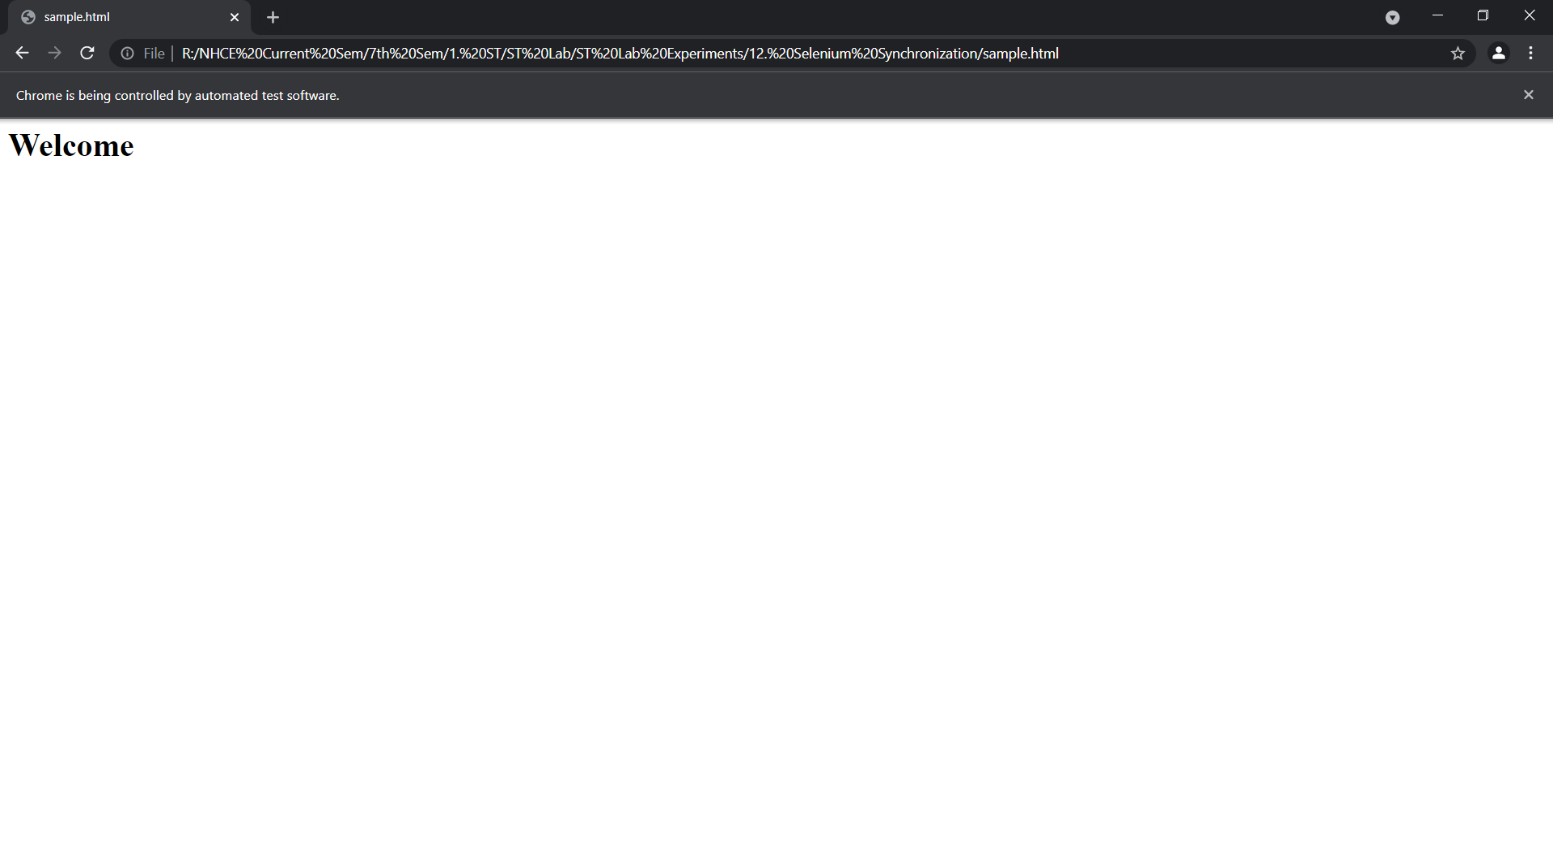 sample.html
File
R:/NHCE%20Current%20Sem/7th%20Sem/1.%20ST/ST%20Lab/ST%20Lab%20Experiments/12.%20Selenium%20Synchronization/sample.html
Chrome is being controlled by automated test software.
Welcome